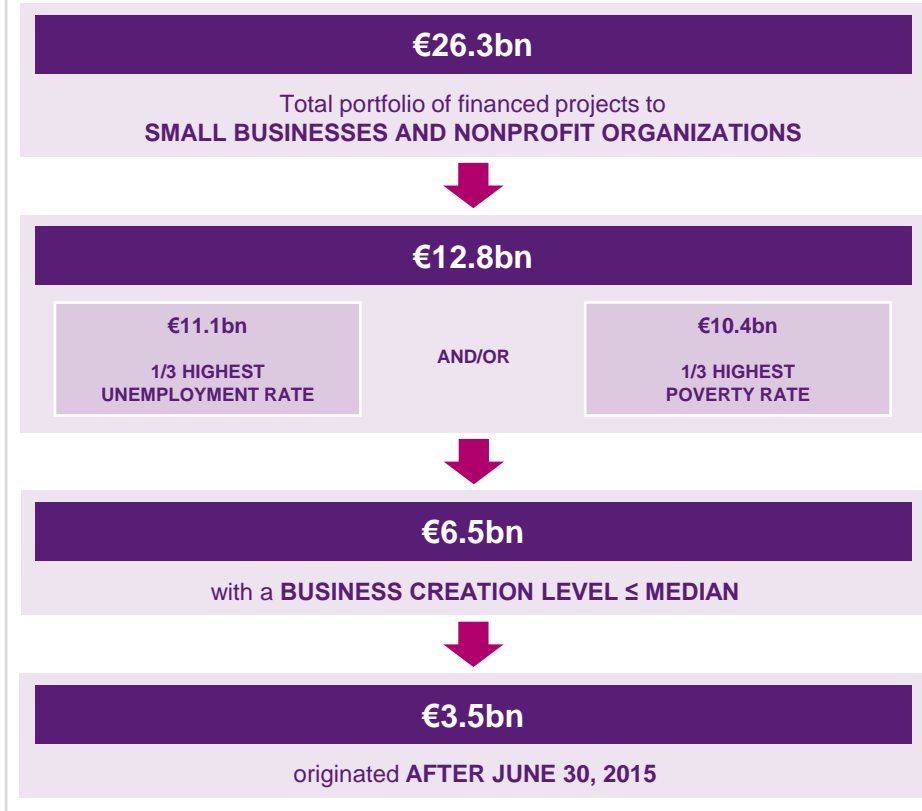 €26.3bn
Total portfolio of financed projects to
SMALL BUSINESSES AND NONPROFIT ORGANIZATIONS
€12.8bn
€11.1bn
1/3 HIGHEST
UNEMPLOYMENT RATE
AND/OR
€10.4bn
1/3 HIGHEST
POVERTY RATE
€6.5bn
with a BUSINESS CREATION LEVEL ≤ MEDIAN
€3.5bn
originated AFTER JUNE 30, 2015